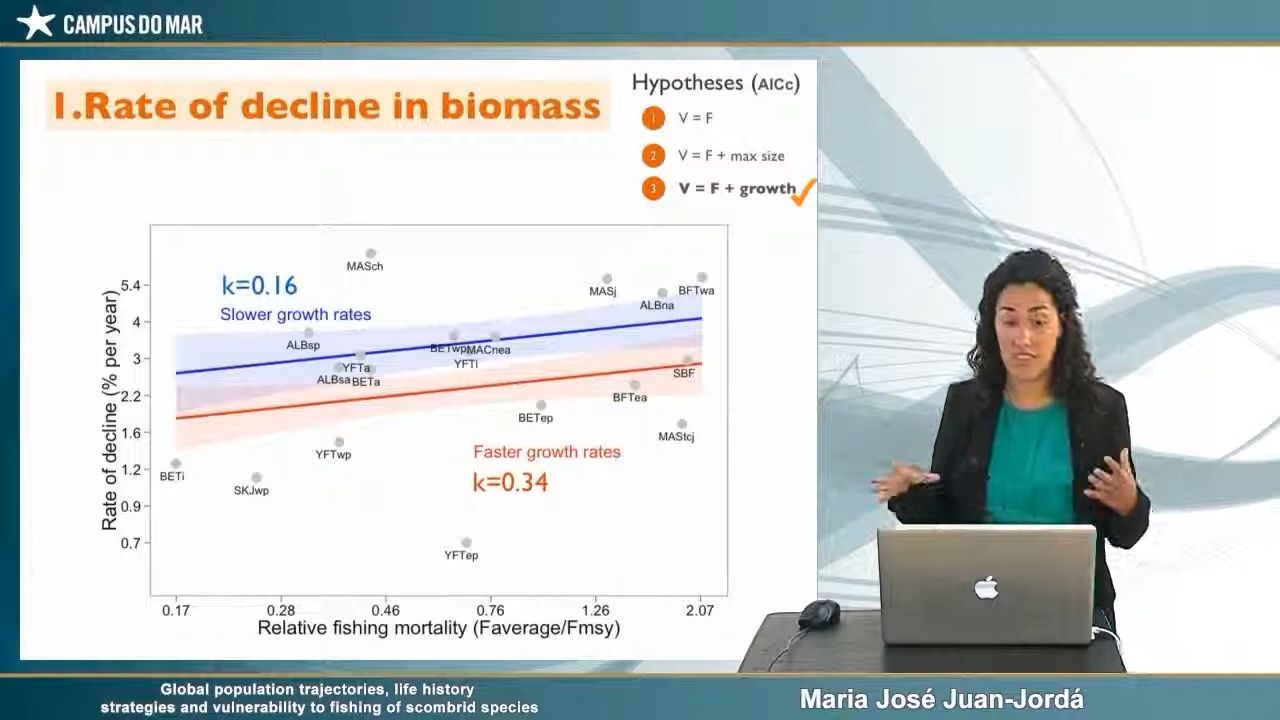 CAMPUS DO MAR
1.Rate of decline in biomass
Hypotheses (AICc)
1 V = F
2 V = F + max size
3 V = F + growth
Rate of decline (% per year)
5.4
4
3
2.2
1.6
1.2
0.9
0.7
k=0.16
Slower growth rates
MASch
MASj
BFTwa
ALBna
ALBsp
BETwp
MACnea
YFTi
YFTa
ALBsa
BETa
SBF
BFTea
BETep
MAStcj
YFTwp
BETi
SKJwp
YFTep
Faster growth rates
k=0.34
0.17 0.28 0.46 0.76 1.26 2.07
Relative fishing mortality (Faverage/Fmsy)
Global population trajectories, life history
strategies and vulnerability to fishing of scombrid species
Maria José Juan-Jordá